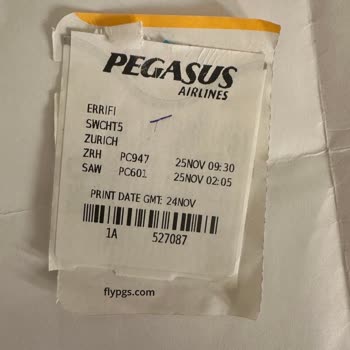 PEGASUS
AIRLINES
ERRIFI
SWCHT5
ZURICH
ZRH PC947 25NOV 09:30
SAW PC601 25NOV 02:05
PRINT DATE GMT: 24NOV
1A 527087
flypgs.com